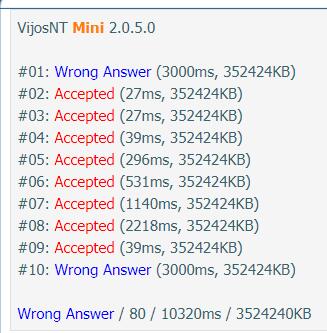 VijosNT Mini 2.0.5.0
#01: Wrong Answer (3000ms, 352424KB)
#02: Accepted (27ms, 352424KB)
#03: Accepted (27ms, 352424KB)
#04: Accepted (39ms, 352424KB)
#05: Accepted (296ms, 352424KB)
#06: Accepted (531ms, 352424KB)
#07: Accepted (1140ms, 352424KB)
#08: Accepted (2218ms, 352424KB)
#09: Accepted (39ms, 352424KB)
#10: Wrong Answer (3000ms, 352424KB)
Wrong Answer / 80 / 10320ms / 3524240KB